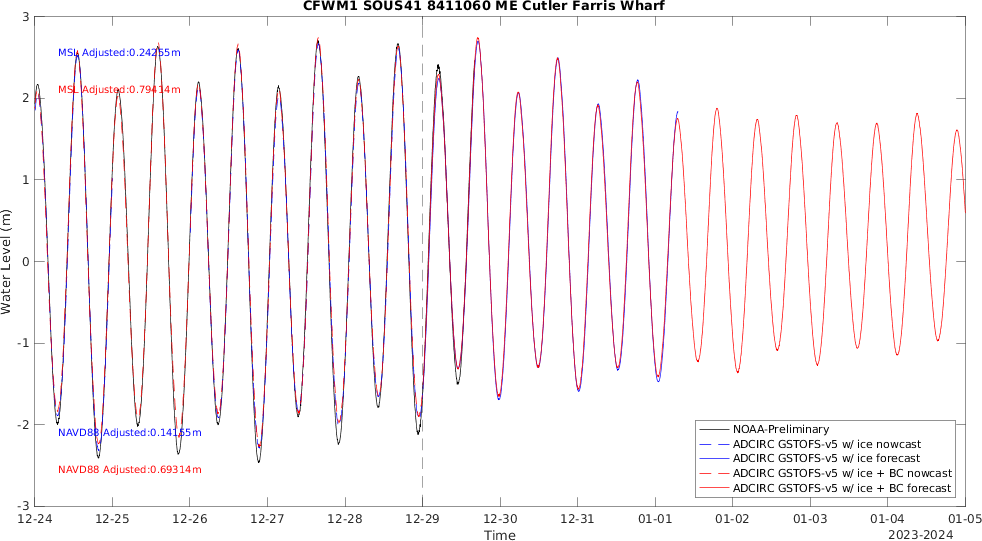 CFWM1 SOUS41 8411060 ME Cutler Farris Wharf
3
2
1
0
-1
-2
-3
Water Level (m)
MSL Adjusted:0.24255m
MSL Adjusted:0.79414m
NAVD88 Adjusted:0.14155m
NAVD88 Adjusted:0.69314m
NOAA-Preliminary
ADCIRC GSTOFS-v5 w/ ice nowcast
ADCIRC GSTOFS-v5 w/ ice forecast
ADCIRC GSTOFS-v5 w/ ice + BC nowcast
ADCIRC GSTOFS-v5 w/ ice + BC forecast
12-24 12-25 12-26 12-27 12-28 12-29 12-30 12-31 01-01 01-02 01-03 01-04 01-05
Time
2023-2024